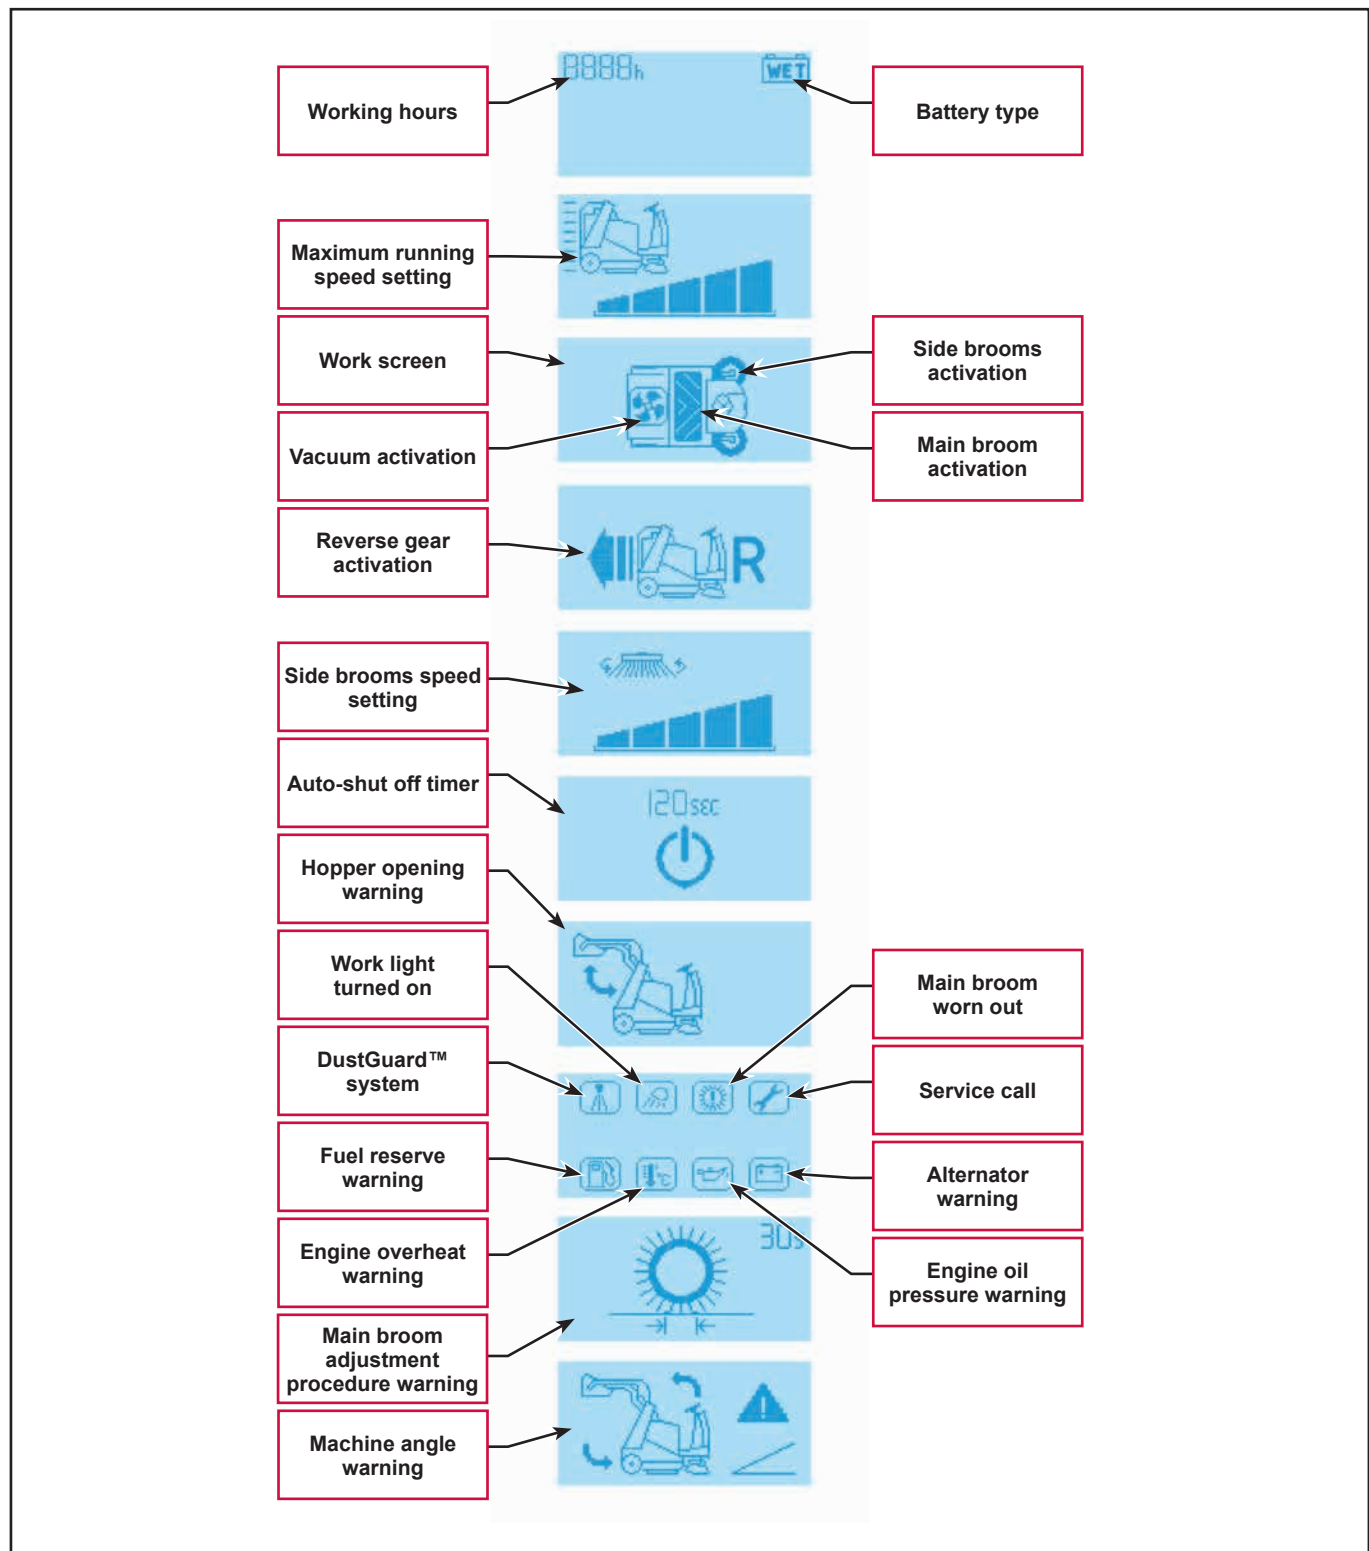 8888h
WET
Working hours
Battery type
Maximum running
speed setting
Work screen
Side brooms
activation
Vacuum activation
Main broom
activation
Reverse gear
activation
R
Side brooms speed
setting
Auto-shut off timer
120sec
Hopper opening
warning
Work light
turned on
Main broom
worn out
DustGuard™
system
Service call
Fuel reserve
warning
°C
Alternator
warning
Engine overheat
warning
30s
Engine oil
pressure warning
Main broom
adjustment
procedure warning
Machine angle
warning